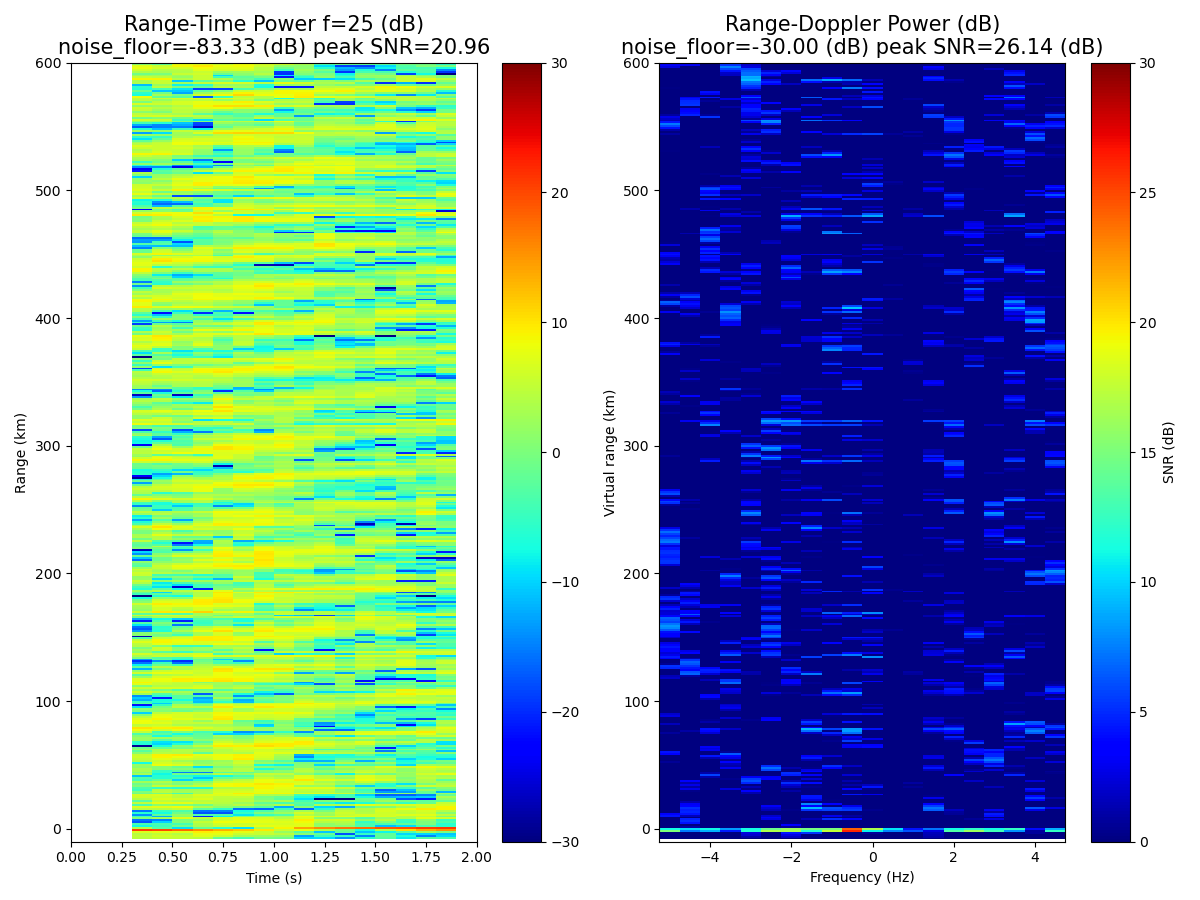 Range-Time Power f=25 (dB)
noise_floor=-83.33 (dB) peak SNR=20.96
600
500
400
300
200
100
0
Range (km)
0.00 0.25 0.50 0.75 1.00 1.25 1.50 1.75 2.00
Time (s)
30
20
10
0
−10
−20
−30
Range-Doppler Power (dB)
noise_floor=-30.00 (dB) peak SNR=26.14 (dB)
600
500
400
300
200
100
0
Virtual range (km)
−4 −2 0 2 4
Frequency (Hz)
30
25
20
15
10
5
0
SNR (dB)